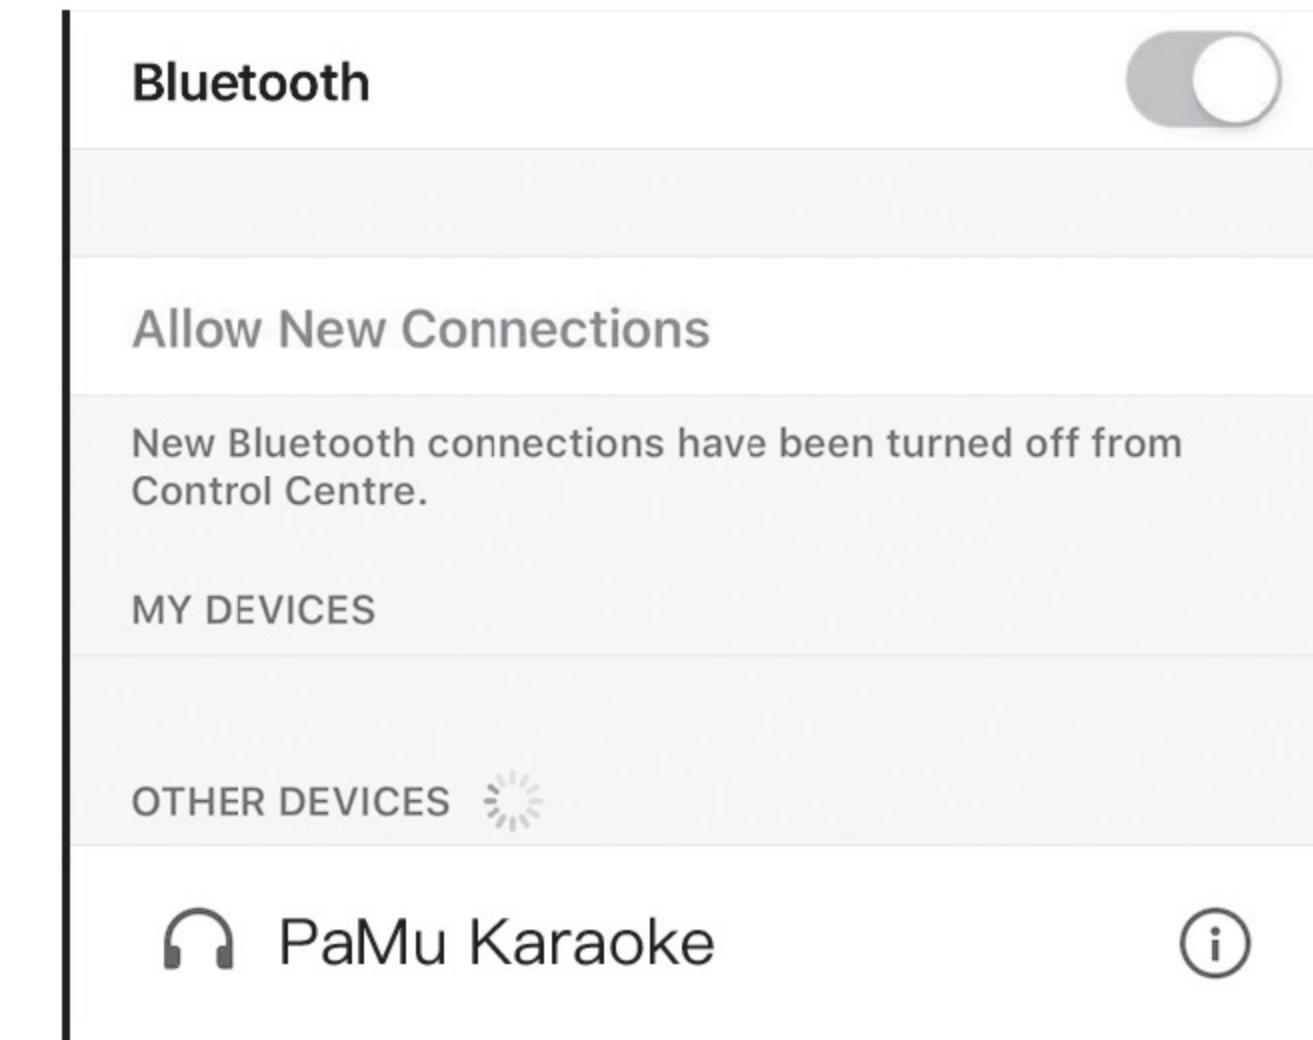 Bluetooth
Allow New Connections
New Bluetooth connections have been turned off from
Control Centre.
MY DEVICES
OTHER DEVICES
PaMu Karaoke